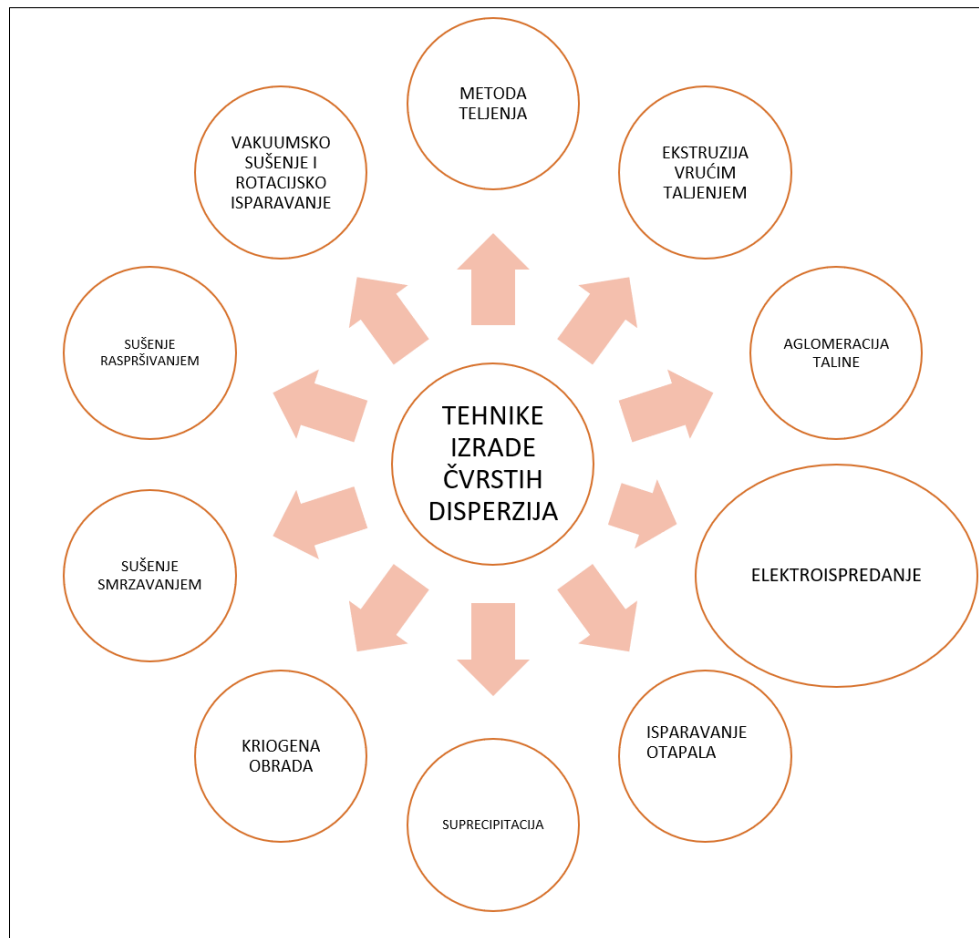 METODA
TELJENJA
EKSTRUZIJA
VRUĆIM
TALJENJEM
AGLOMERACIJA
TALINE
ELEKTROISPREDANJE
ISPARAVANJE
OTAPALA
SUPRECIPITACIJA
KRIOGENA
OBRADA
SUŠENJE
SMRZAVANJEM
SUŠENJE
RASPRŠIVANJEM
VAKUUMSKO
SUŠENJE I
ROTACIJSKO
ISPARAVANJE
TEHNIKE
IZRADE
ČVRSTIH
DISPERZIJA